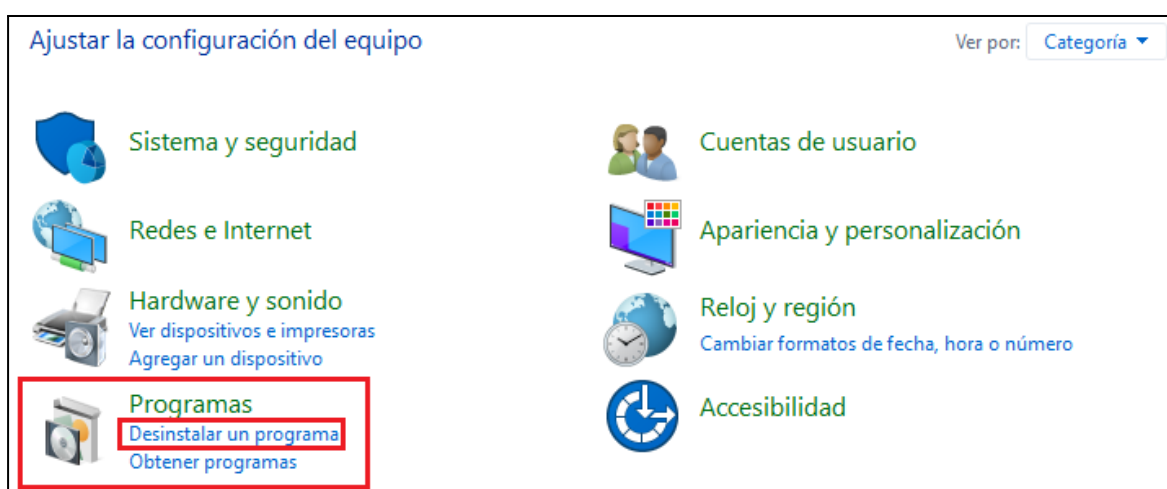 Ajustar la configuración del equipo
Ver por: Categoría
Sistema y seguridad
Redes e Internet
Hardware y sonido
Ver dispositivos e impresoras
Agregar un dispositivo
Programas
Desinstalar un programa
Obtener programas
Cuentas de usuario
Apariencia y personalización
Reloj y región
Cambiar formatos de fecha, hora o número
Accesibilidad